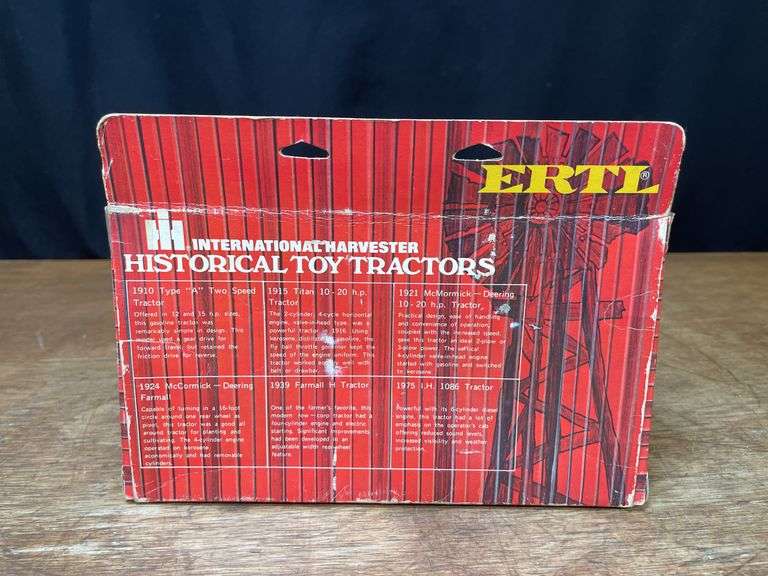 ERTL®
IH INTERNATIONAL HARVESTER
HISTORICAL TOY TRACTORS
1910 Type "A" Two Speed
Tractor
Offered in 12 and 15 h.p. sizes,
this gasoline tractor was
remarkably simple in design. This
model used a gear drive for
forward travel but retained the
friction drive for reverse.
1915 Titan 10-20 h.p.
Tractor
The 2-cylinder, 4-cycle horizontal
engine, valve-in-head type, was a
powerful tractor in 1916. Using
kerosene, distillate, gasoline, the
fly ball throttle governor kept the
speed of the engine uniform. This
tractor worked equally well with
belt or drawbar.
1921 McMormick - Deering
10-20 h.p. Tractor
Practical design, ease of handling
and convenience of operation,
coupled with the increased speed,
gave this tractor an ideal 2-plow or
3-plow power. The vertical
4-cylinder valve-in-head engine
started with gasoline and switched
to kerosene.
1924 McCormick - Deering
Farmall
Capable of turning in a 16-foot
circle around one rear wheel as
pivot, this tractor was a good all
around tractor for planting and
cultivating. The 4-cylinder engine
operated on kerosene
economically and had removable
cylinders.
1939 Farmall H Tractor
One of the farmer's favorite, this
modern row-crop tractor had a
four-cylinder engine and electric
starting. Significant improvements
had been developed in an
adjustable width rear wheel
feature.
1975 I.H. 1086 Tractor
Powerful with its 6-cylinder diesel
engine, this tractor had a lot of
emphasis on the operator's cab
offering reduced sound levels,
increased visibility and weather
protection.